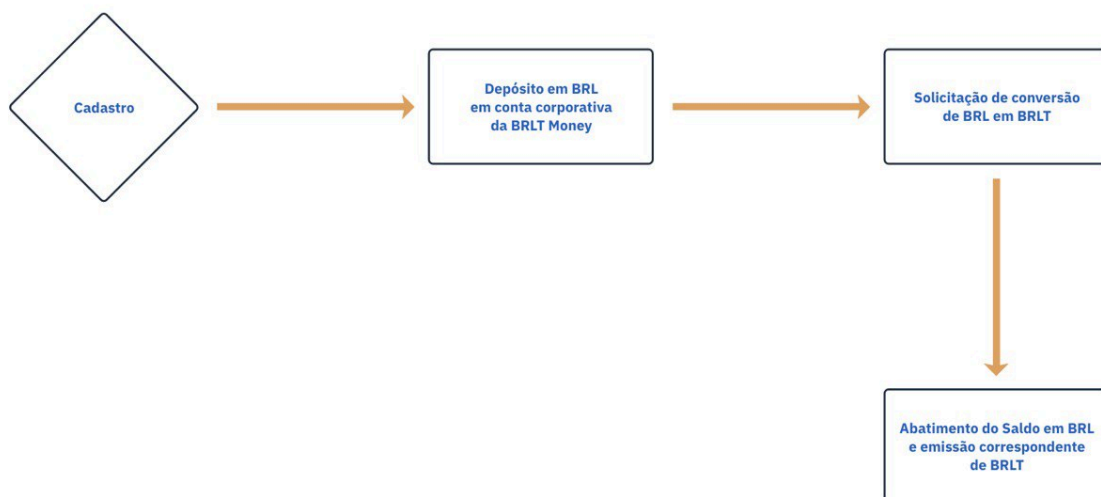 Cadastro
Depósito em BRL
em conta corporativa
da BRLT Money
Solicitação de conversão
de BRL em BRLT
Abatimento do Saldo em BRL
e emissão correspondente
de BRLT